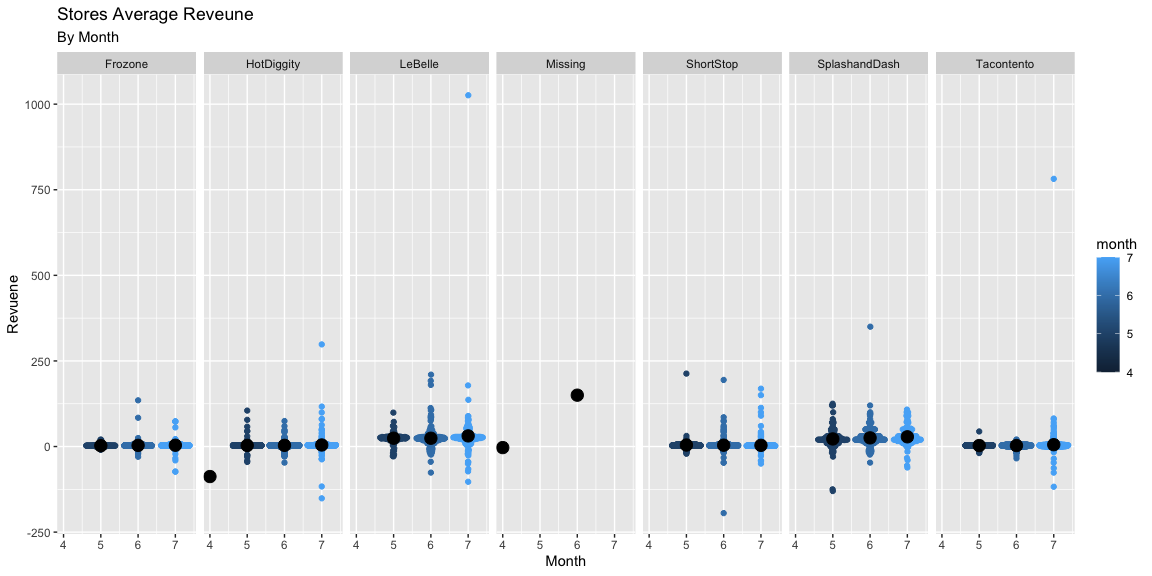 Stores Average Reveune
By Month
Frozone HotDiggity LeBelle Missing ShortStop SplashandDash Tacontento
Revuene
1000
750
500
250
0
-250
4 5 6 7 4 5 6 7 4 5 6 7 4 5 6 7 4 5 6 7 4 5 6 7 4 5 6 7
Month
month
7
6
5
4